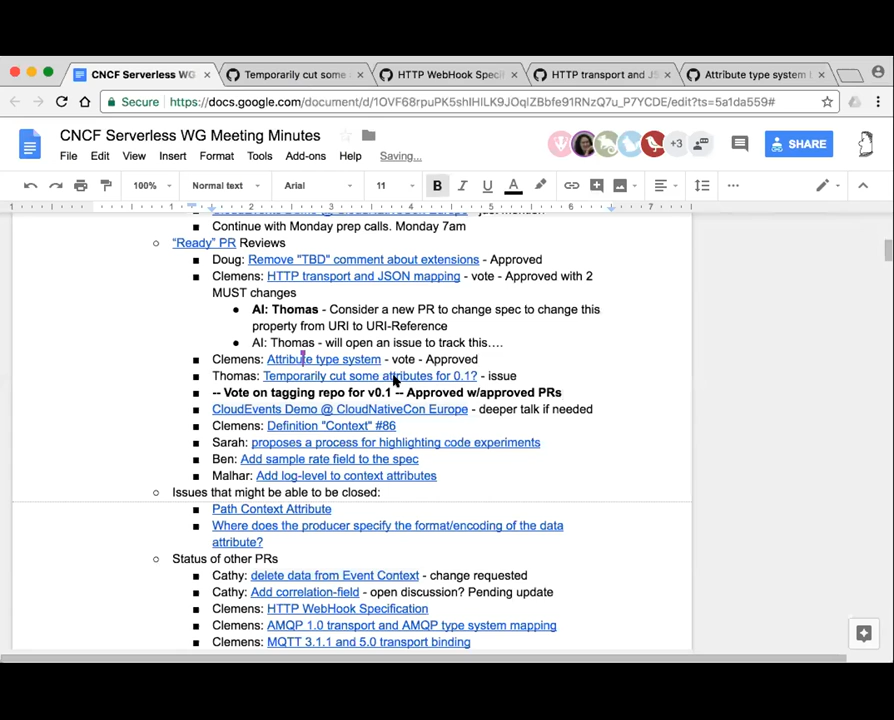 CNCF Serverless WG
Temporarily cut some
HTTP WebHook Speci
HTTP transport and JS
Attribute type system
Secure
https://docs.google.com/document/d/1OVF68rpuPK5shIHILK9JOqIZBbfe91RNzQ7u_P7YCDE/edit?ts=5a1da559#
CNCF Serverless WG Meeting Minutes
File Edit View Insert Format Tools Add-ons Help Saving...
+3
SHARE
100% Normal text Arial 11 B I U A
1 1 2 3 4 5 6 7
- just mention
Continue with Monday prep calls. Monday 7am
“Ready” PR Reviews
Doug: Remove "TBD" comment about extensions - Approved
Clemens: HTTP transport and JSON mapping - vote - Approved with 2
MUST changes
AI: Thomas - Consider a new PR to change spec to change this
property from URI to URI-Reference
AI: Thomas - will open an issue to track this....
Clemens: Attribute type system - vote - Approved
Thomas: Temporarily cut some attributes for 0.1? - issue
-- Vote on tagging repo for v0.1 -- Approved w/approved PRs
CloudEvents Demo @ CloudNativeCon Europe - deeper talk if needed
Clemens: Definition "Context" #86
Sarah: proposes a process for highlighting code experiments
Ben: Add sample rate field to the spec
Malhar: Add log-level to context attributes
Issues that might be able to be closed:
Path Context Attribute
Where does the producer specify the format/encoding of the data
attribute?
Status of other PRs
Cathy: delete data from Event Context - change requested
Cathy: Add correlation-field - open discussion? Pending update
Clemens: HTTP WebHook Specification
Clemens: AMQP 1.0 transport and AMQP type system mapping
Clemens: MQTT 3.1.1 and 5.0 transport binding